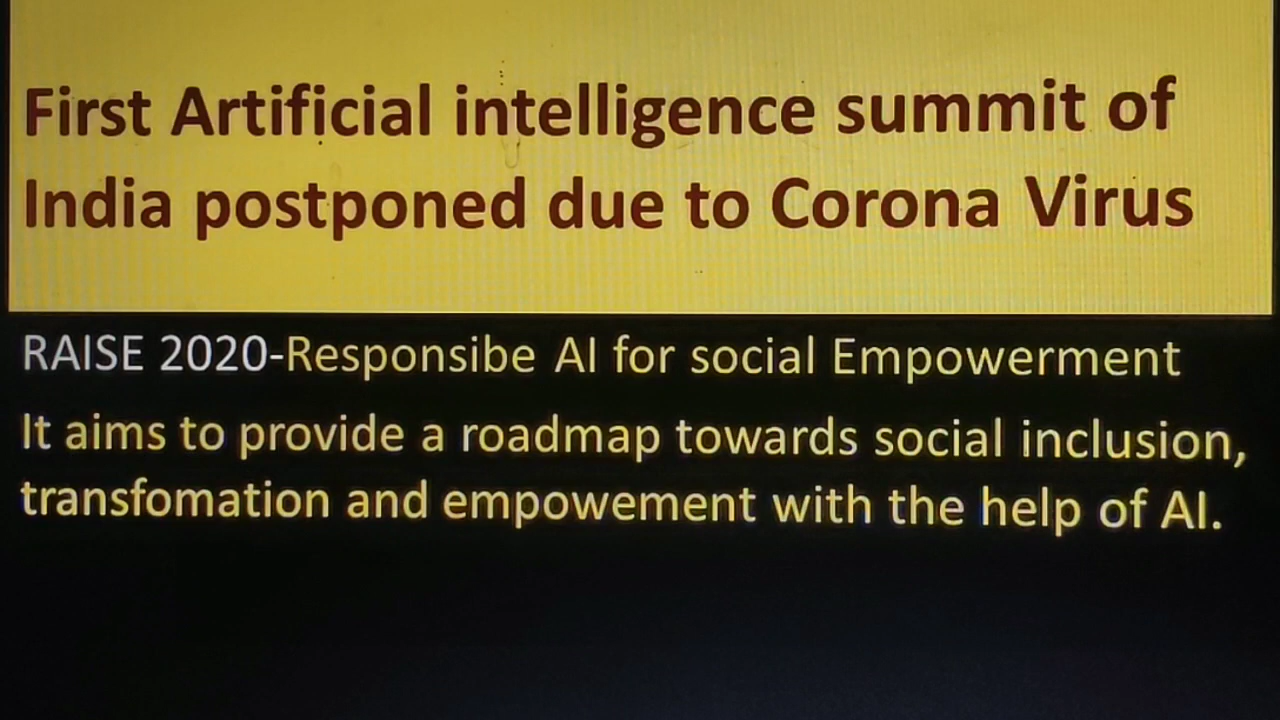 First Artificial intelligence summit of
India postponed due to Corona Virus
RAISE 2020-Responsibe AI for social Empowerment
It aims to provide a roadmap towards social inclusion,
transfomation and empowement with the help of AI.